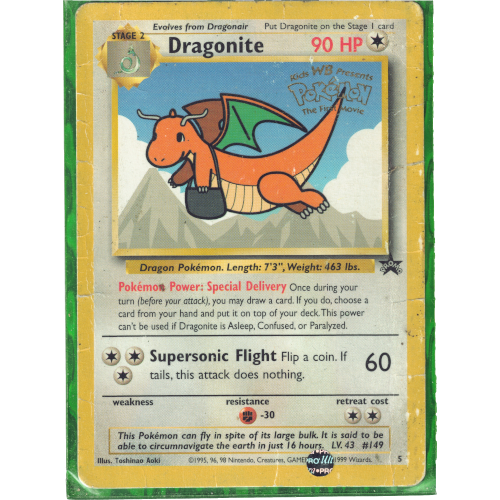 Evolves from Dragonair Put Dragonite on the Stage 1 card
STAGE 2
Dragonite 90 HP
Kids WB Presents
POKéMON
The First Movie
Dragon Pokémon. Length: 7'3", Weight: 463 lbs.
Pokémon Power: Special Delivery Once during your
turn (before your attack), you may draw a card. If you do, choose a
card from your hand and put it on top of your deck. This power
can't be used if Dragonite is Asleep, Confused, or Paralyzed.
Supersonic Flight Flip a coin. If
tails, this attack does nothing.
60
weakness resistance retreat cost
-30
This Pokémon can fly in spite of its large bulk. It is said to be
able to circumnavigate the earth in just 16 hours. LV. 43 #149
Illus. Toshinao Aoki ©1995, 96, 98 Nintendo, Creatures, GAME 1999 Wizards. 5